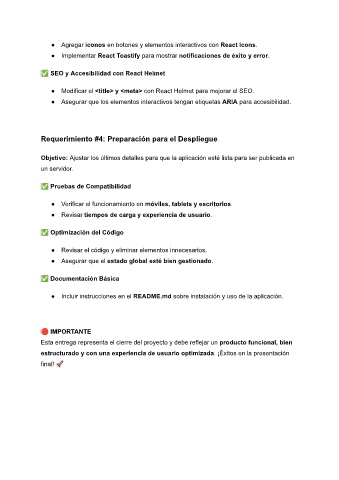 ● Agregar iconos en botones y elementos interactivos con React Icons.
● Implementar React Toastify para mostrar notificaciones de éxito y error.
✅ SEO y Accesibilidad con React Helmet
● Modificar el <title> y <meta> con React Helmet para mejorar el SEO.
● Asegurar que los elementos interactivos tengan etiquetas ARIA para accesibilidad.
Requerimiento #4: Preparación para el Despliegue
Objetivo: Ajustar los últimos detalles para que la aplicación esté lista para ser publicada en
un servidor.
✅ Pruebas de Compatibilidad
● Verificar el funcionamiento en móviles, tablets y escritorios.
● Revisar tiempos de carga y experiencia de usuario.
✅ Optimización del Código
● Revisar el código y eliminar elementos innecesarios.
● Asegurar que el estado global esté bien gestionado.
✅ Documentación Básica
● Incluir instrucciones en el README.md sobre instalación y uso de la aplicación.
🔴 IMPORTANTE
Esta entrega representa el cierre del proyecto y debe reflejar un producto funcional, bien
estructurado y con una experiencia de usuario optimizada. ¡Éxitos en la presentación
final! 🚀